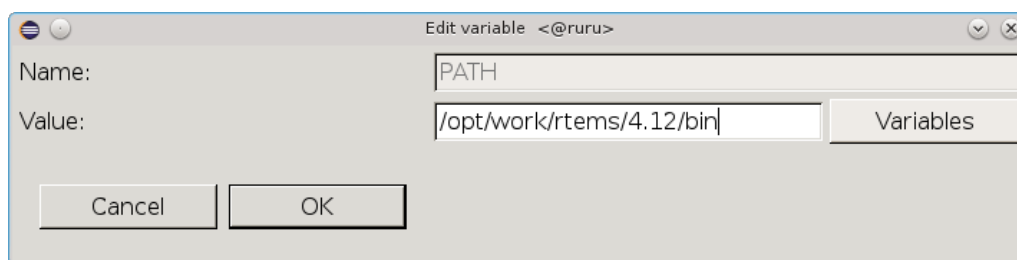 Edit variable <@ruru>
Name: PATH
Value: /opt/work/rtems/4.12/bin Variables
Cancel OK